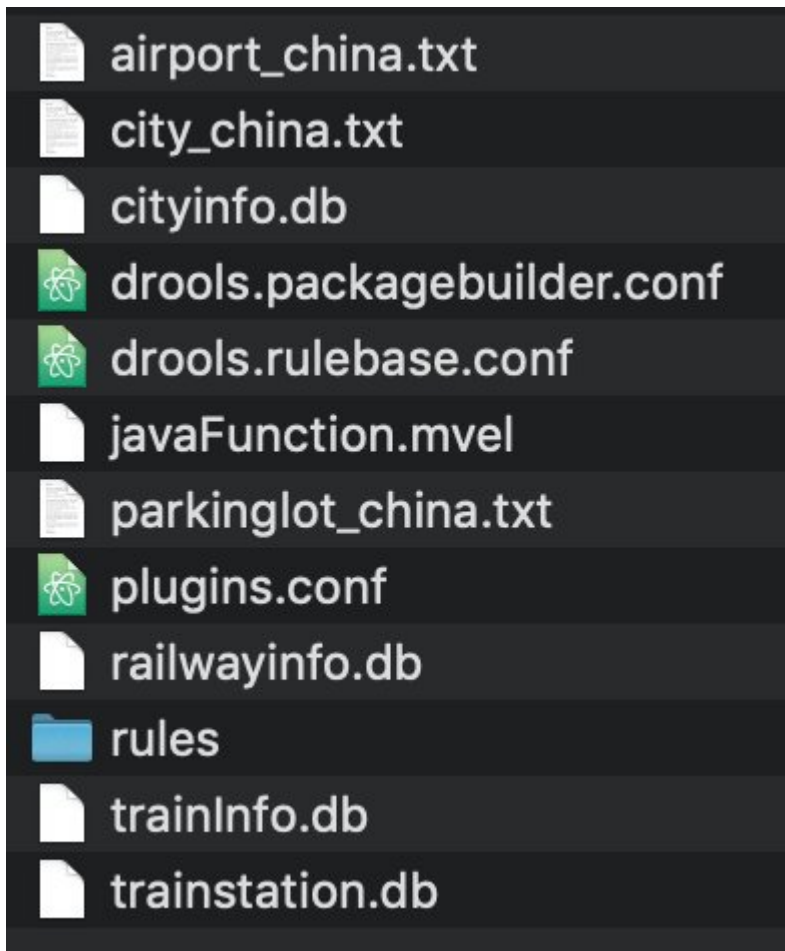 airport_china.txt
city_china.txt
cityinfo.db
drools.packagebuilder.conf
drools.rulebase.conf
javaFunction.mvel
parkinglot_china.txt
plugins.conf
railwayinfo.db
rules
trainInfo.db
trainstation.db